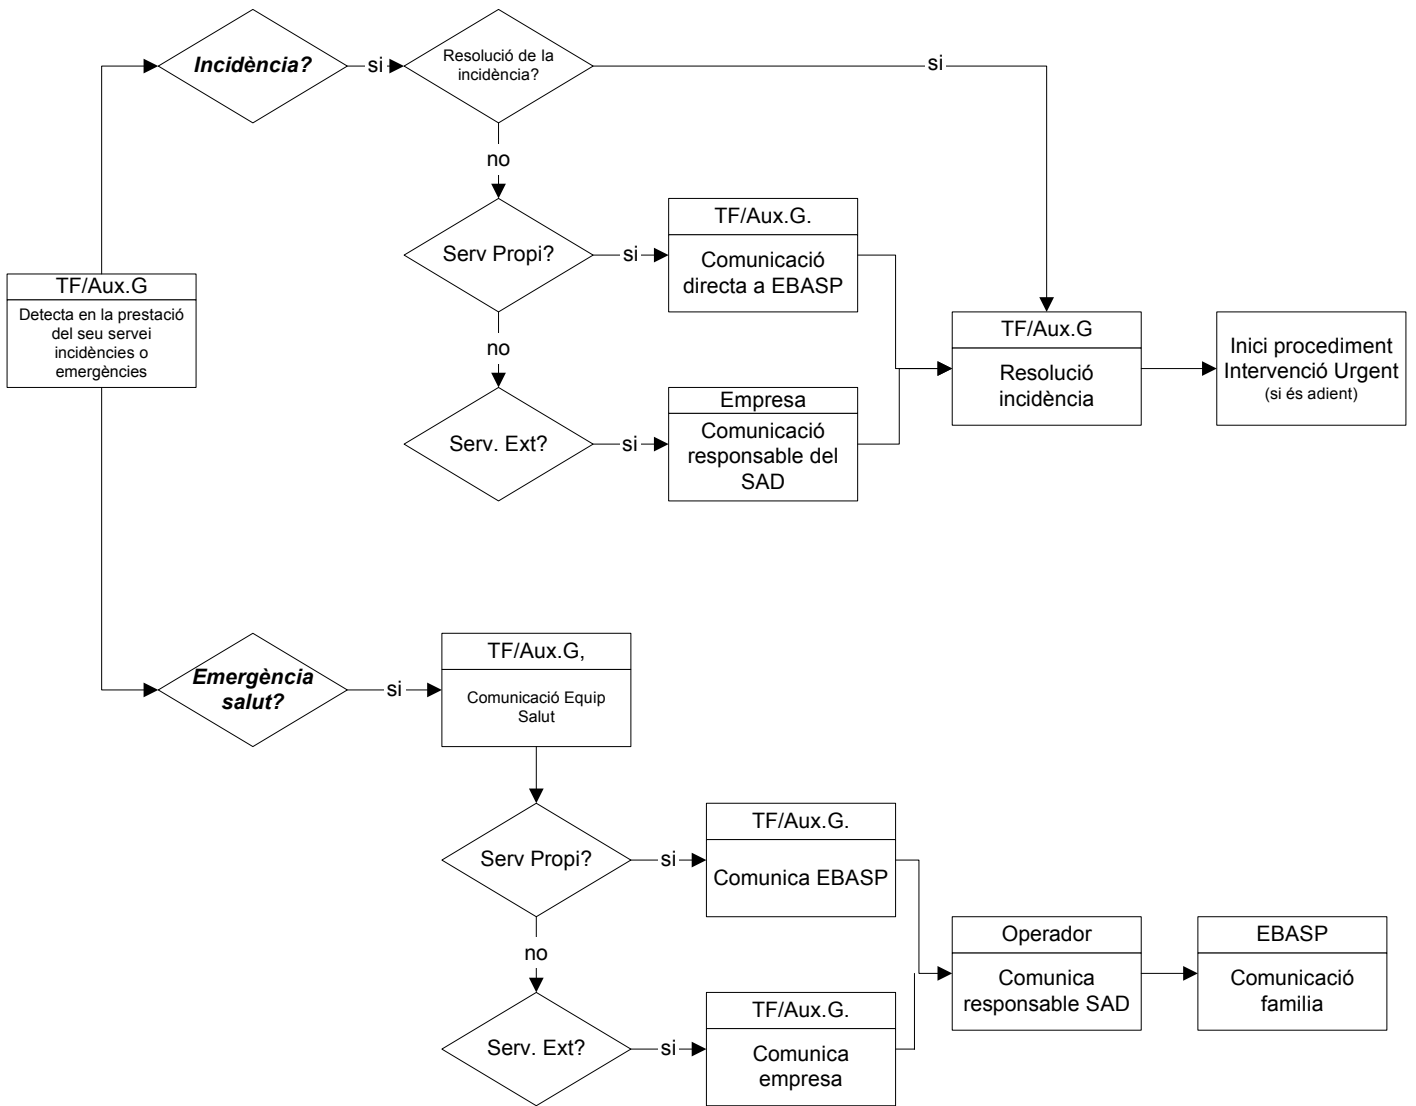 Incidència?
si
Resolució de la
incidència?
si
no
Serv Propi?
si
TF/Aux.G.
Comunicació
directa a EBASP
TF/Aux.G
Detecta en la prestació
del seu servei
incidències o
emergències
no
Serv. Ext?
si
Empresa
Comunicació
responsable del
SAD
TF/Aux.G
Resolució
incidència
Inici procediment
Intervenció Urgent
(si és adient)
Emergència
salut?
si
TF/Aux.G,
Comunicació Equip
Salut
Serv Propi?
si
TF/Aux.G.
Comunica EBASP
no
Serv. Ext?
si
TF/Aux.G.
Comunica
empresa
Operador
Comunica
responsable SAD
EBASP
Comunicació
familia